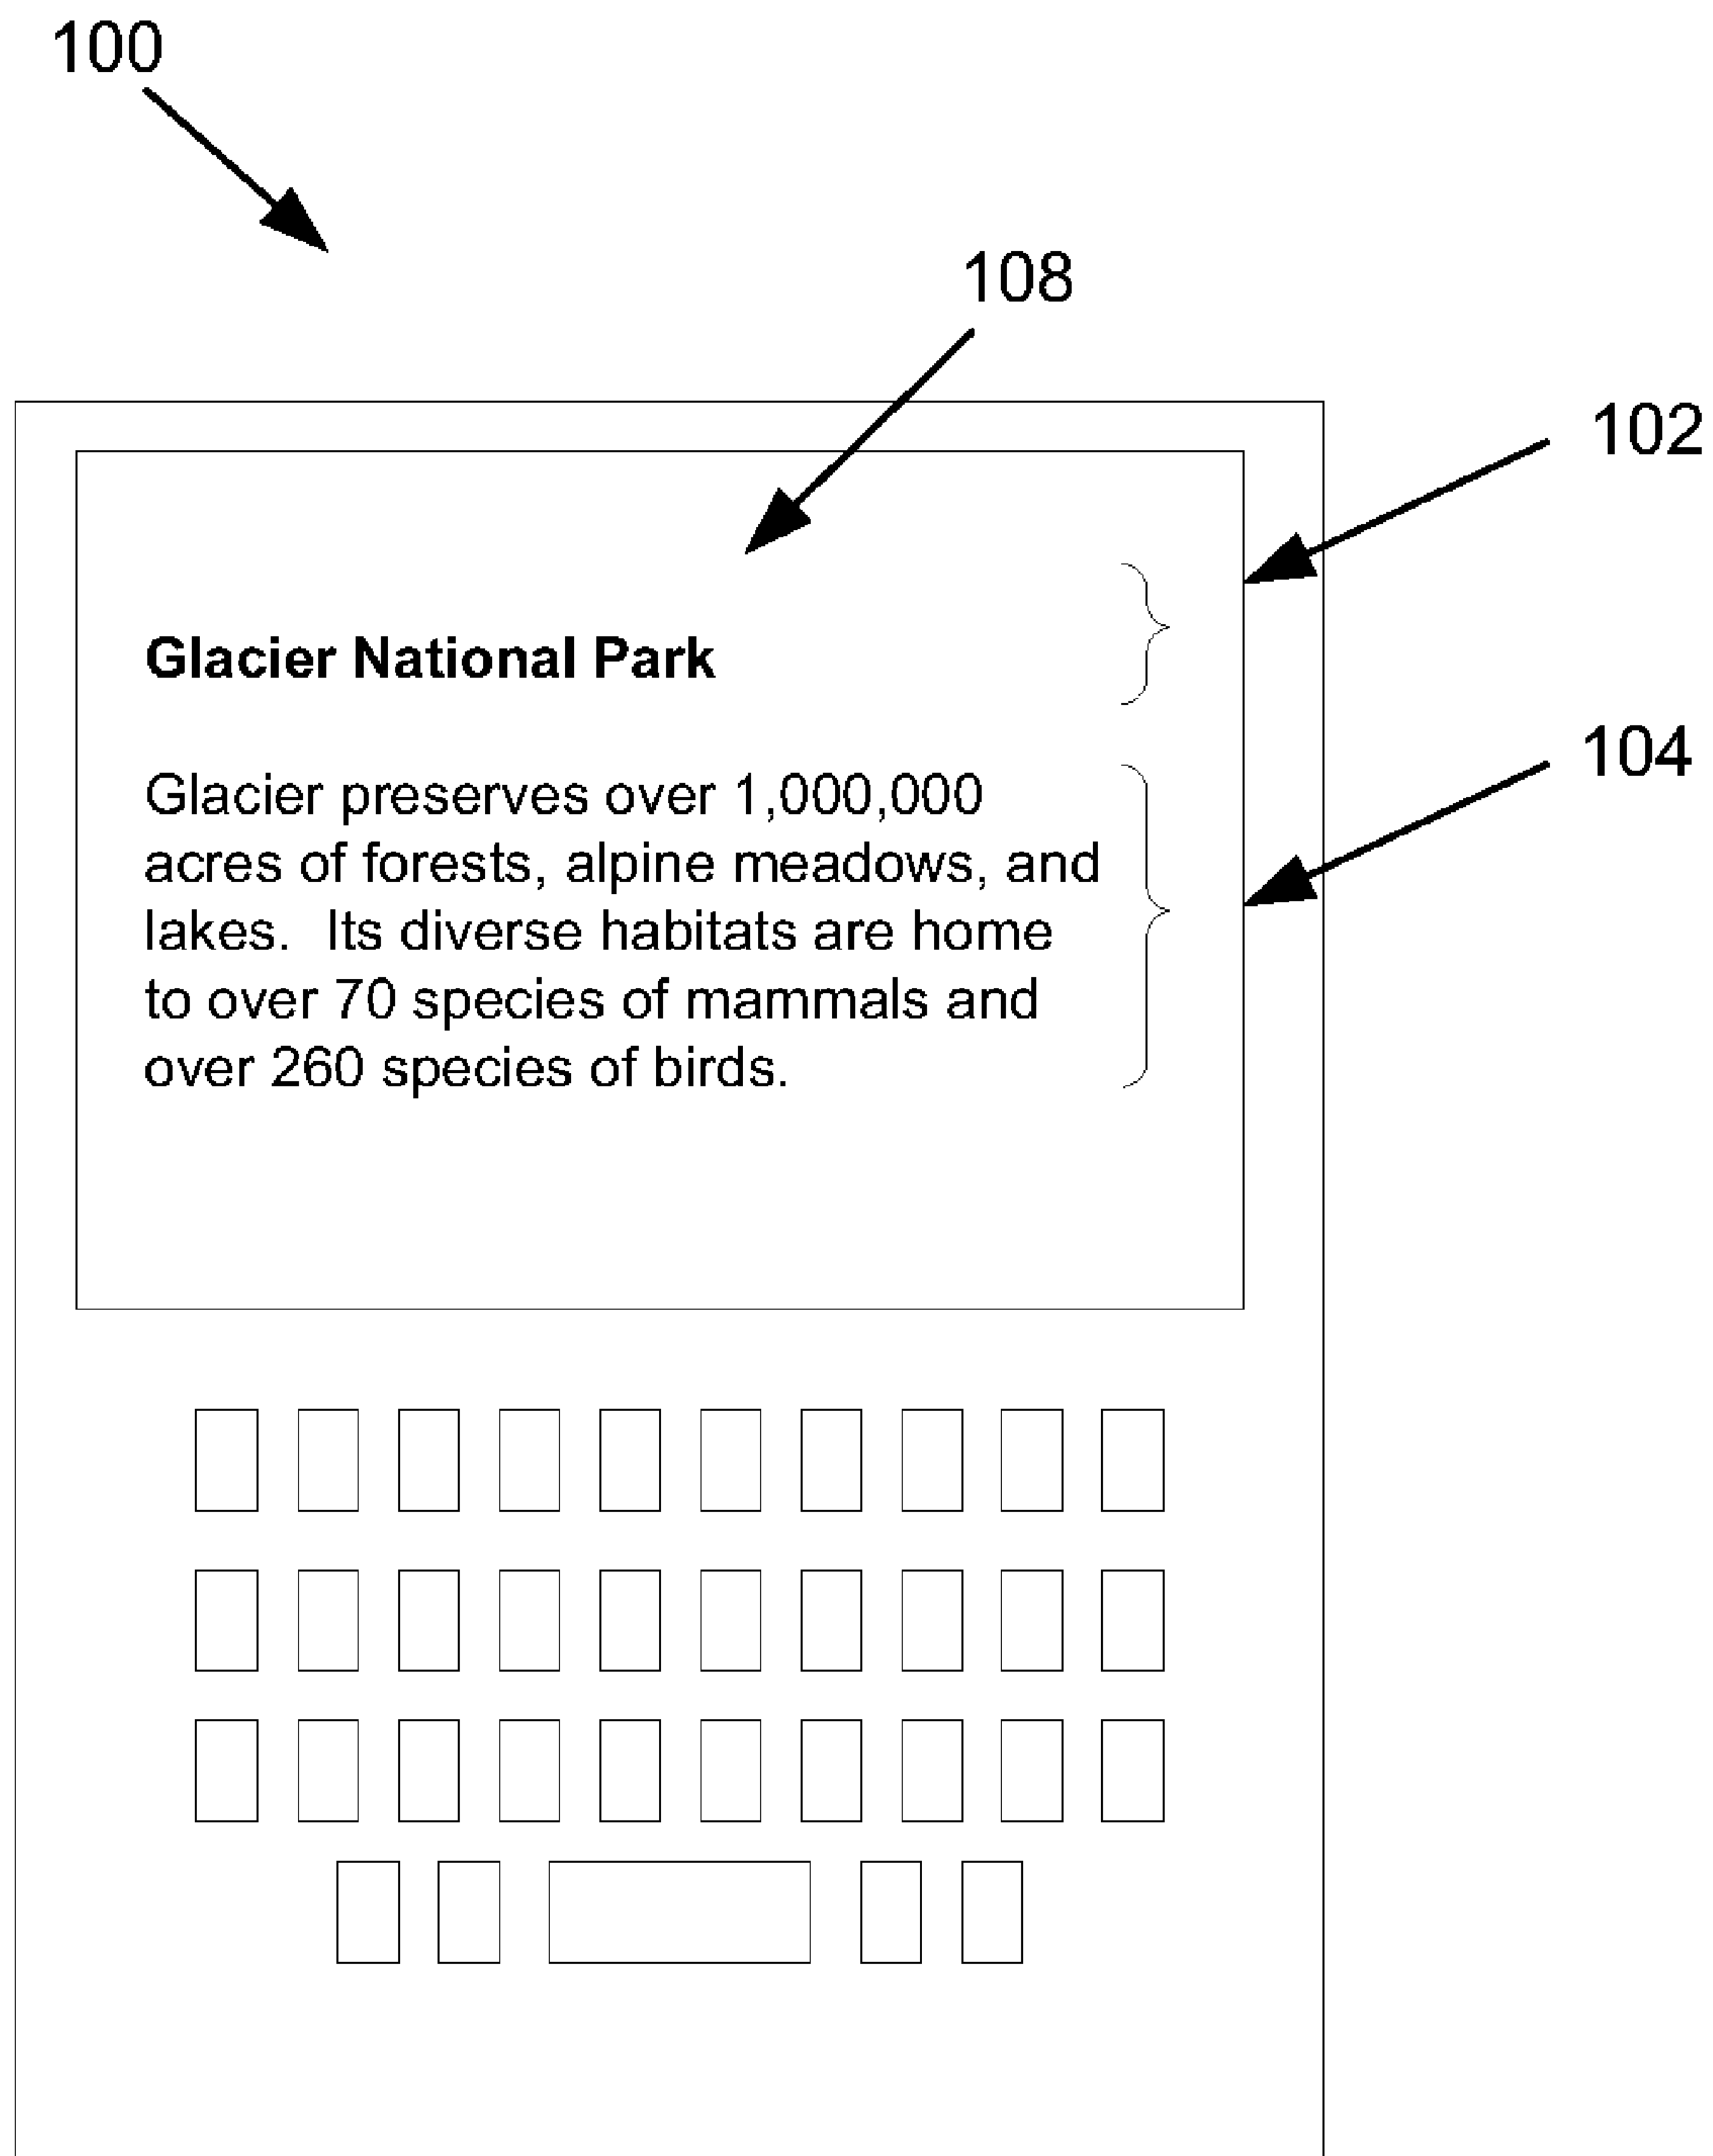 100
108
102
Glacier National Park
104
Glacier preserves over 1,000,000
acres of forests, alpine meadows, and
lakes.  Its diverse habitats are home
to over 70 species of mammals and
over 260 species of birds.